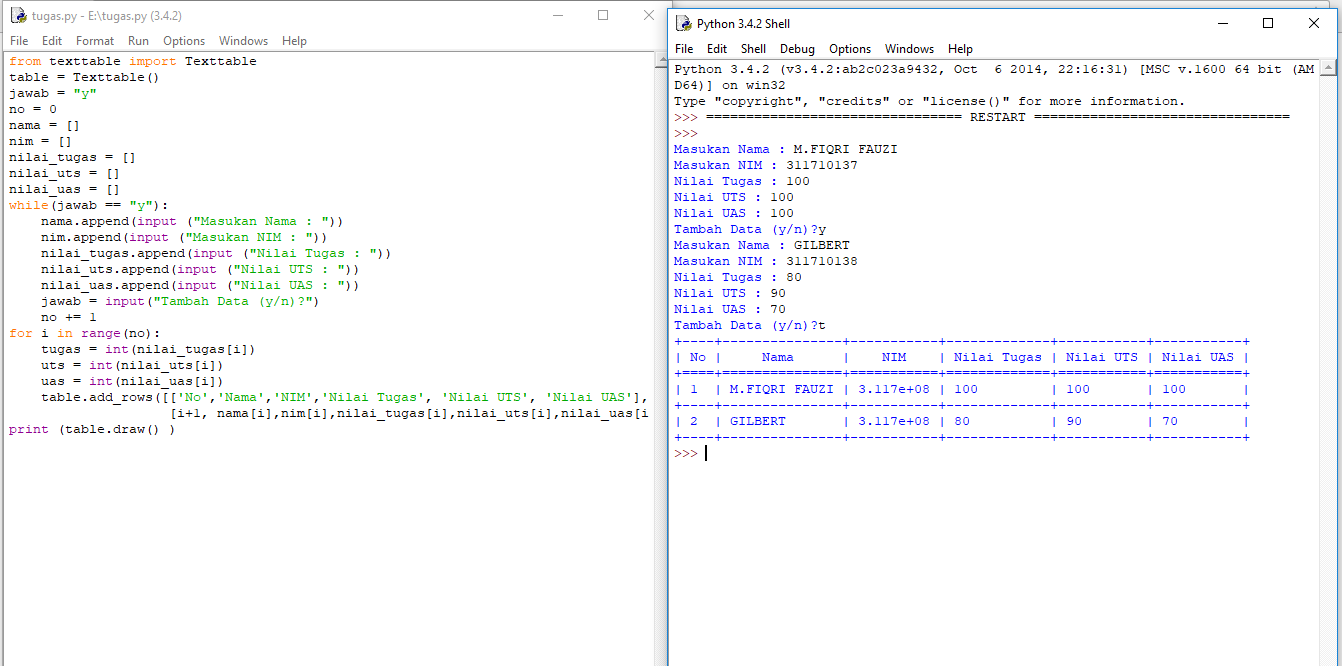 tugas.py - E:\tugas.py (3.4.2)
File Edit Format Run Options Windows Help
from texttable import Texttable
table = Texttable()
jawab = "y"
no = 0
nama = []
nim = []
nilai_tugas = []
nilai_uts = []
nilai_uas = []
while(jawab == "y"):
    nama.append(input ("Masukan Nama : "))
    nim.append(input ("Masukan NIM : "))
    nilai_tugas.append(input ("Nilai Tugas : "))
    nilai_uts.append(input ("Nilai UTS : "))
    nilai_uas.append(input ("Nilai UAS : "))
    jawab = input("Tambah Data (y/n)?")
    no += 1
for i in range(no):
    tugas = int(nilai_tugas[i])
    uts = int(nilai_uts[i])
    uas = int(nilai_uas[i])
    table.add_rows([['No','Nama','NIM','Nilai Tugas', 'Nilai UTS', 'Nilai UAS'],
                    [i+1, nama[i],nim[i],nilai_tugas[i],nilai_uts[i],nilai_uas[i
print (table.draw() )
Python 3.4.2 Shell
File Edit Shell Debug Options Windows Help
Python 3.4.2 (v3.4.2:ab2c023a9432, Oct  6 2014, 22:16:31) [MSC v.1600 64 bit (AM
D64)] on win32
Type "copyright", "credits" or "license()" for more information.
>>> ================================ RESTART ================================
>>>
Masukan Nama : M.FIQRI FAUZI
Masukan NIM : 311710137
Nilai Tugas : 100
Nilai UTS : 100
Nilai UAS : 100
Tambah Data (y/n)?y
Masukan Nama : GILBERT
Masukan NIM : 311710138
Nilai Tugas : 80
Nilai UTS : 90
Nilai UAS : 70
Tambah Data (y/n)?t
+----+---------------+-----------+-------------+-----------+-----------+
| No |     Nama      |    NIM    | Nilai Tugas | Nilai UTS | Nilai UAS |
+====+===============+===========+=============+===========+===========+
| 1  | M.FIQRI FAUZI | 3.117e+08 | 100         | 100       | 100       |
+----+---------------+-----------+-------------+-----------+-----------+
| 2  | GILBERT       | 3.117e+08 | 80          | 90        | 70        |
+----+---------------+-----------+-------------+-----------+-----------+
>>>